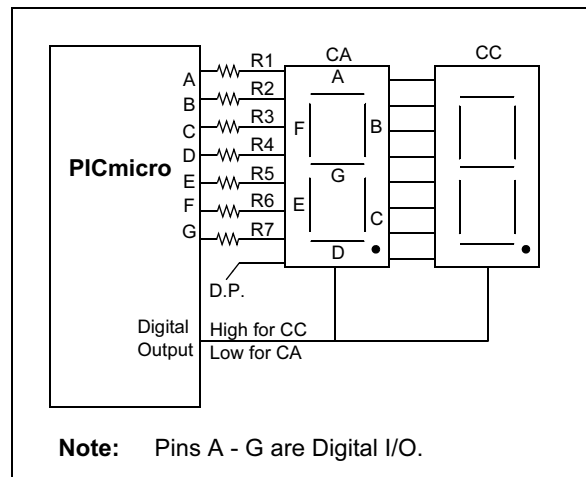 CA
CC
R1
A
A
R2
B
R3
F
B
C
R4
D
PICmicro
G
R5
E
R6
E
C
F
R7
G
D
D.P.
Digital
Output
High for CC
Low for CA
Note: Pins A - G are Digital I/O.